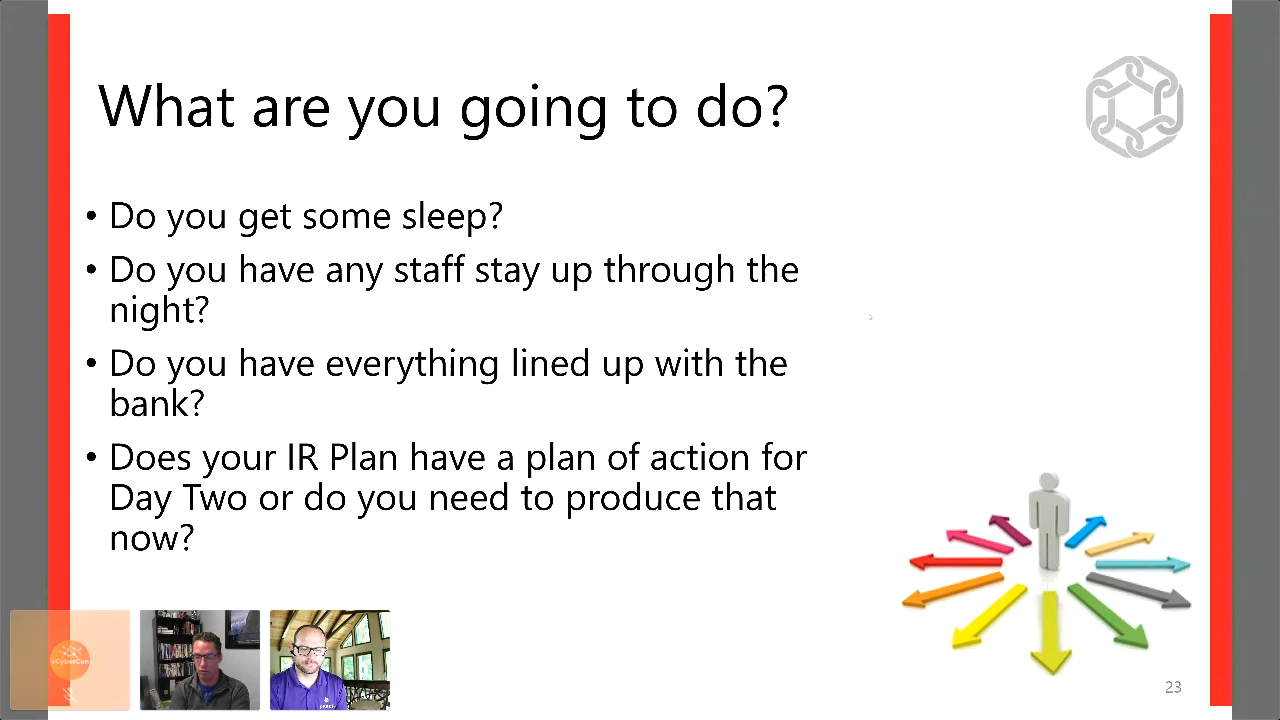 What are you going to do?
• Do you get some sleep?
• Do you have any staff stay up through the
night?
• Do you have everything lined up with the
bank?
• Does your IR Plan have a plan of action for
Day Two or do you need to produce that
now?
23